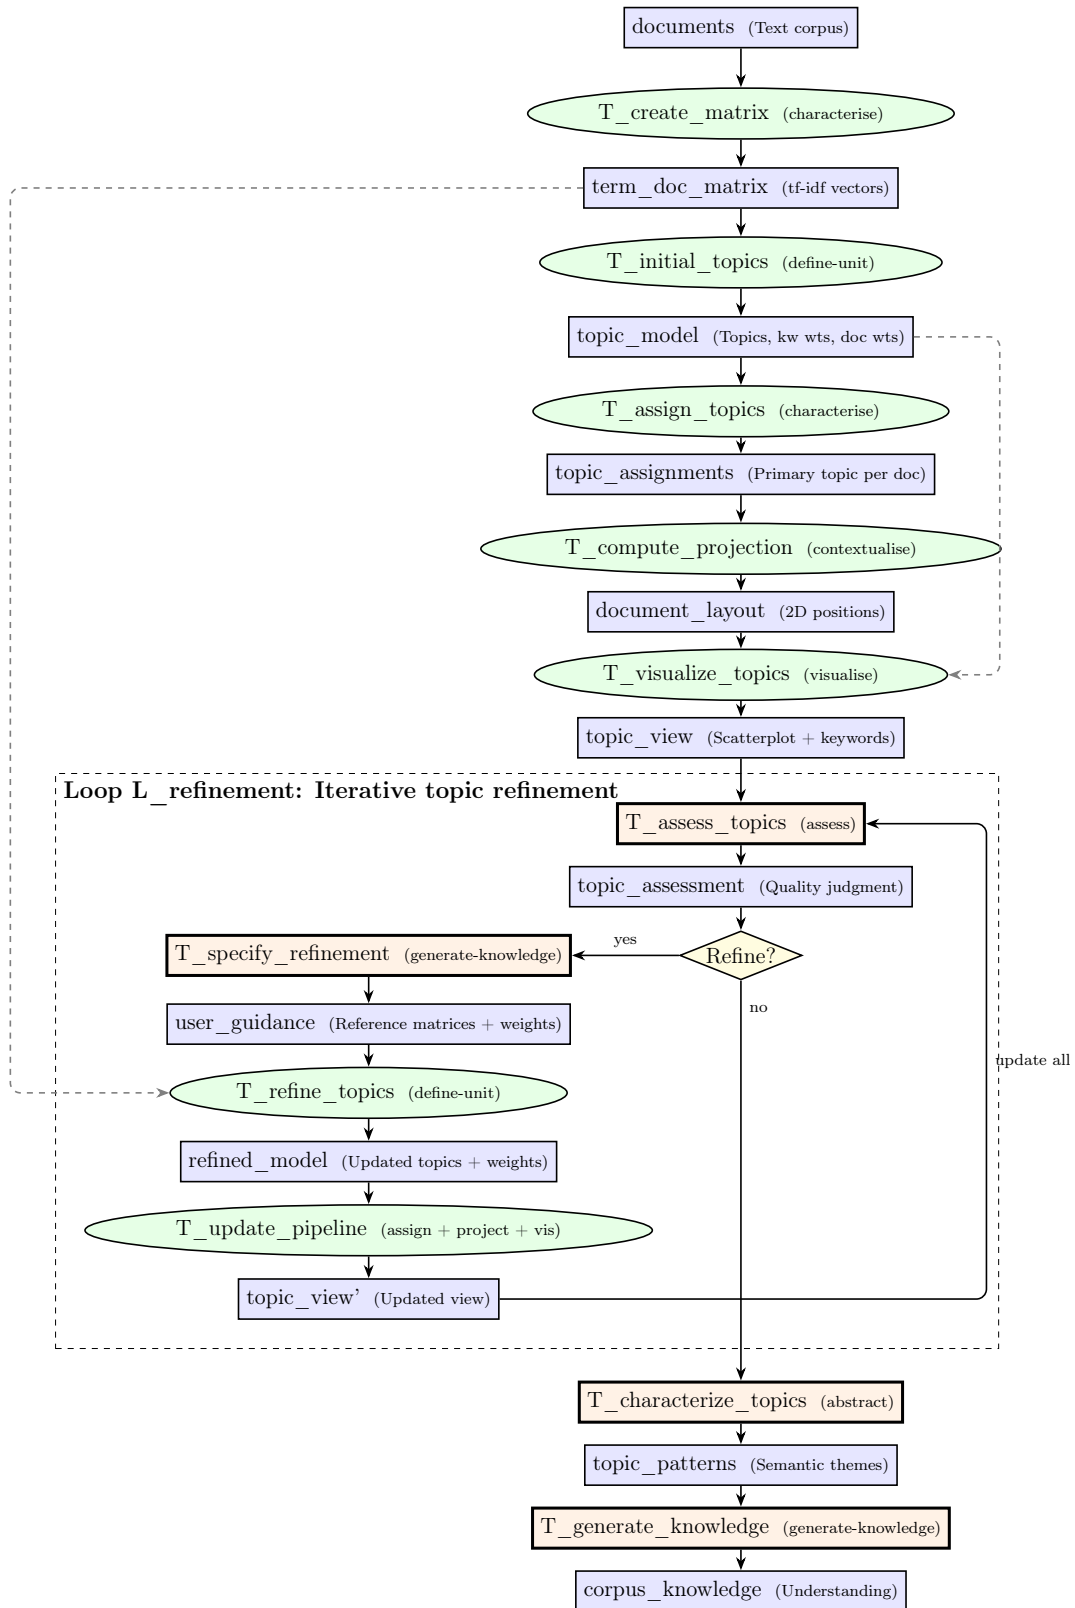 documents (Text corpus)
T_create_matrix (characterise)
term_doc_matrix (tf-idf vectors)
T_initial_topics (define-unit)
topic_model (Topics, kw wts, doc wts)
T_assign_topics (characterise)
topic_assignments (Primary topic per doc)
T_compute_projection (contextualise)
document_layout (2D positions)
T_visualize_topics (visualise)
topic_view (Scatterplot + keywords)
Loop L_refinement: Iterative topic refinement
T_assess_topics (assess)
topic_assessment (Quality judgment)
Refine?
yes
no
T_specify_refinement (generate-knowledge)
user_guidance (Reference matrices + weights)
T_refine_topics (define-unit)
refined_model (Updated topics + weights)
T_update_pipeline (assign + project + vis)
topic_view' (Updated view)
update all
T_characterize_topics (abstract)
topic_patterns (Semantic themes)
T_generate_knowledge (generate-knowledge)
corpus_knowledge (Understanding)